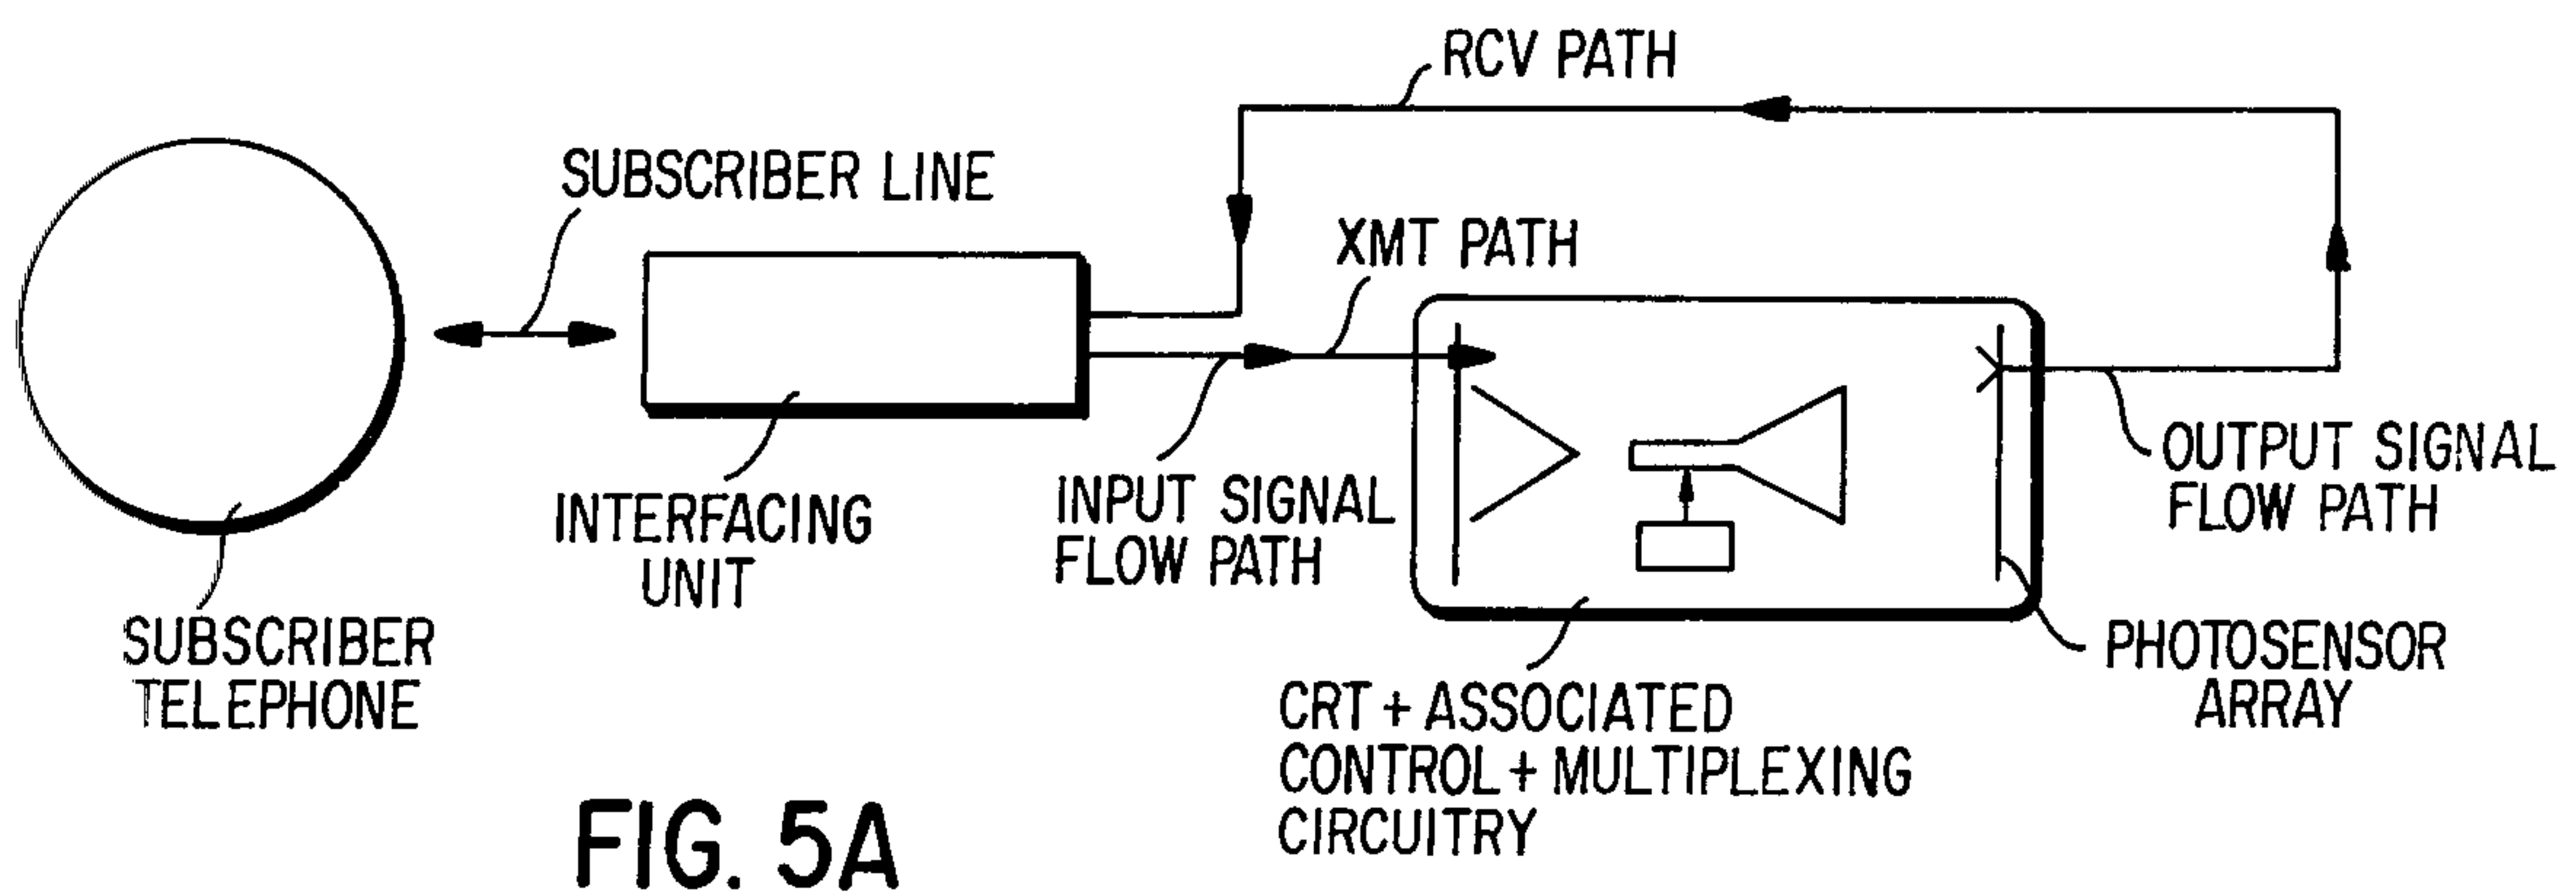 RCV PATH
SUBSCRIBER LINE
XMT PATH
INTERFACING
UNIT
INPUT SIGNAL
FLOW PATH
OUTPUT SIGNAL
FLOW PATH
SUBSCRIBER
TELEPHONE
PHOTOSENSOR
ARRAY
CRT + ASSOCIATED
CONTROL + MULTIPLEXING
CIRCUITRY
FIG. 5A